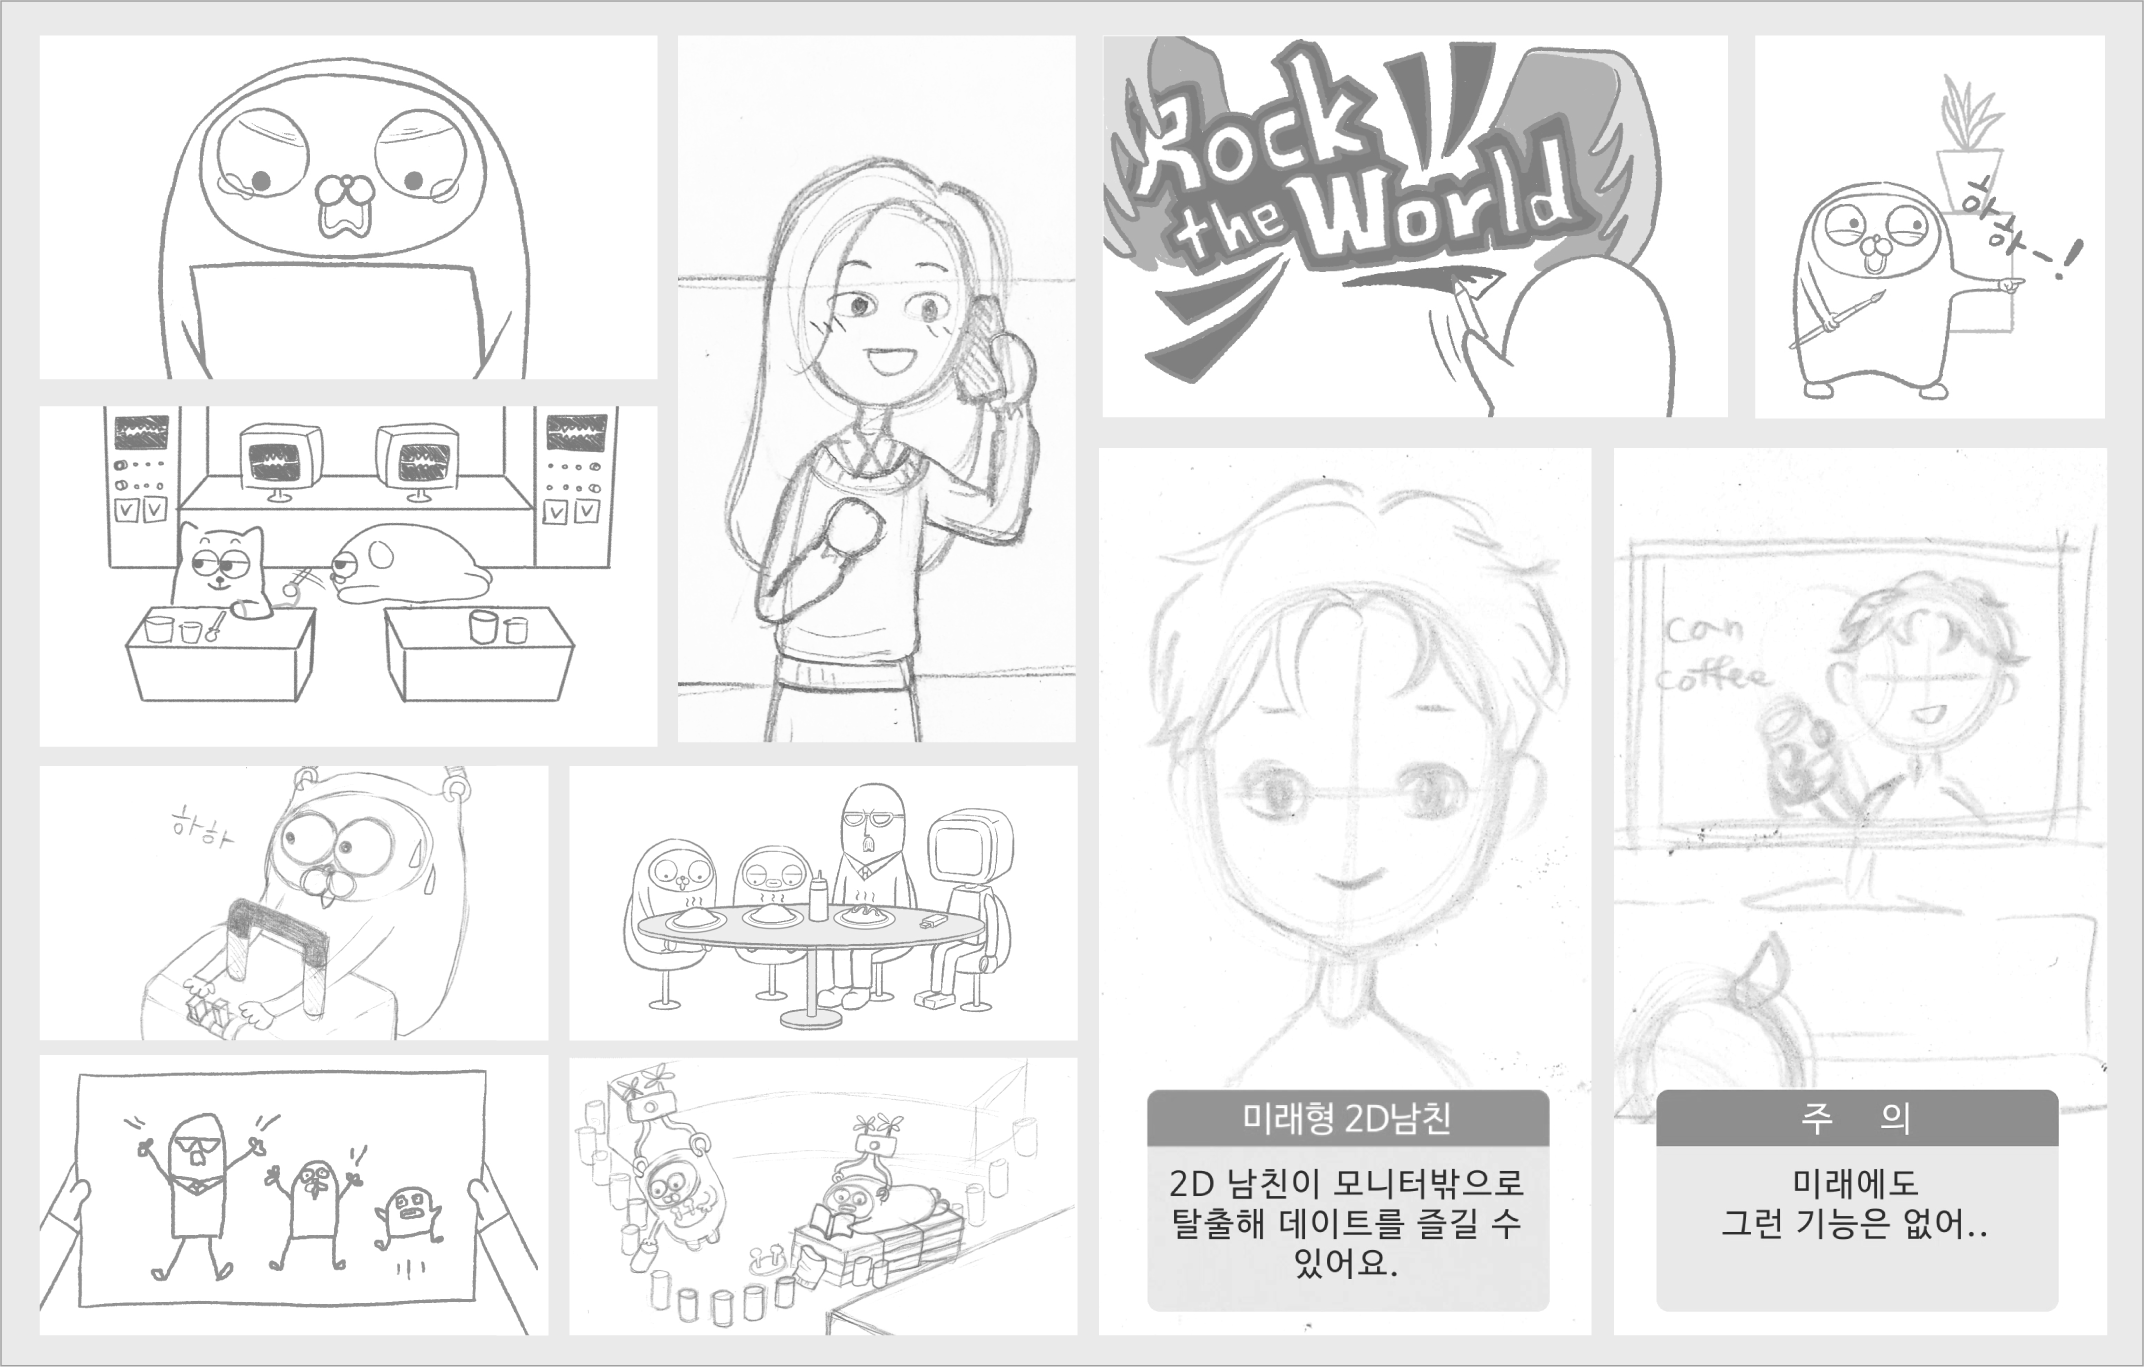 Rock
the World
하하-!
can
coffee
하하
미래형 2D남친
2D 남친이 모니터밖으로
탈출해 데이트를 즐길 수
있어요.
주 의
미래에도
그런 기능은 없어..